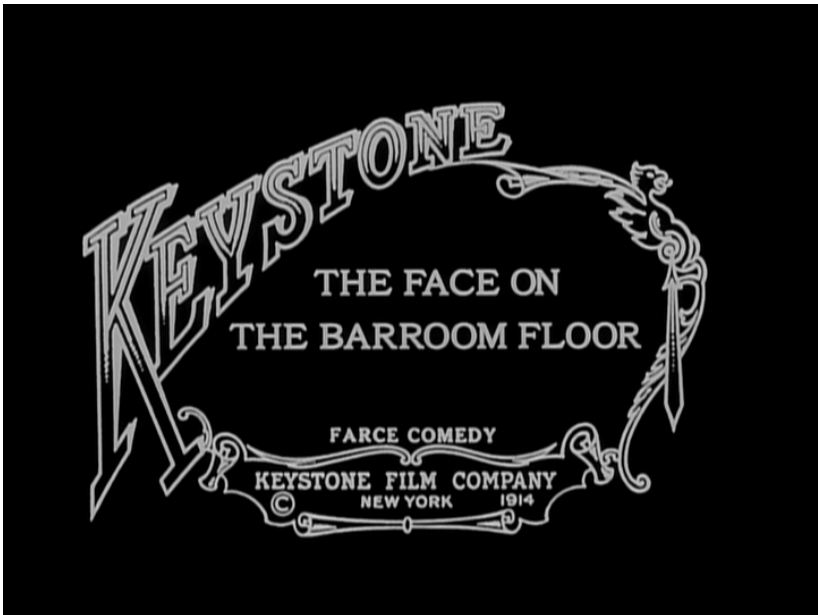 KEYSTONE
THE FACE ON
THE BARROOM FLOOR
FARCE COMEDY
KEYSTONE FILM COMPANY
© NEW YORK 1914